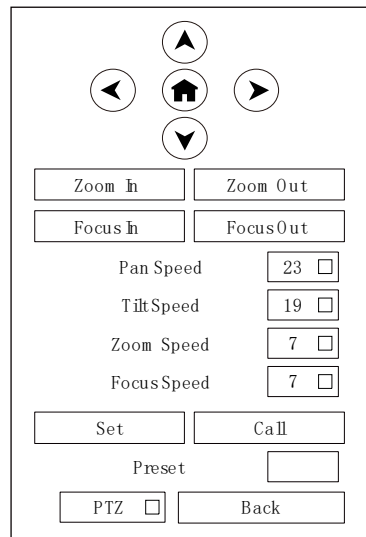 Zoom In Zoom Out
Focus In Focus Out
Pan Speed 23
Tilt Speed 19
Zoom Speed 7
Focus Speed 7
Set Call
Preset
PTZ Back